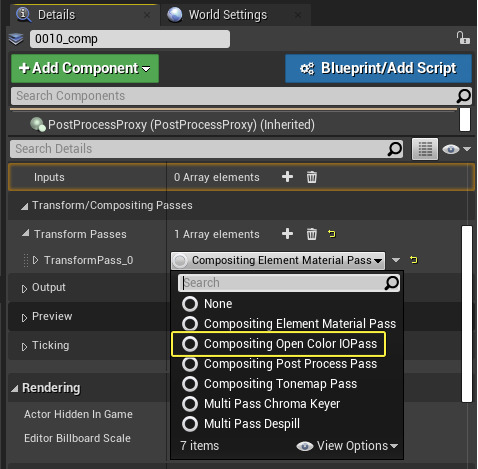 Details
World Settings
0010_comp
Add Component
Blueprint/Add Script
Search Components
PostProcessProxy (PostProcessProxy) (Inherited)
Search Details
Inputs 0 Array elements
Transform/Compositing Passes
Transform Passes 1 Array elements
TransformPass_0 Compositing Element Material Pass
Search
Output
None
Preview
Compositing Element Material Pass
Compositing Open Color IOPass
Ticking
Compositing Post Process Pass
Compositing Tonemap Pass
Rendering
Multi Pass Chroma Keyer
Actor Hidden In Game
Multi Pass Despill
Editor Billboard Scale
7 items View Options